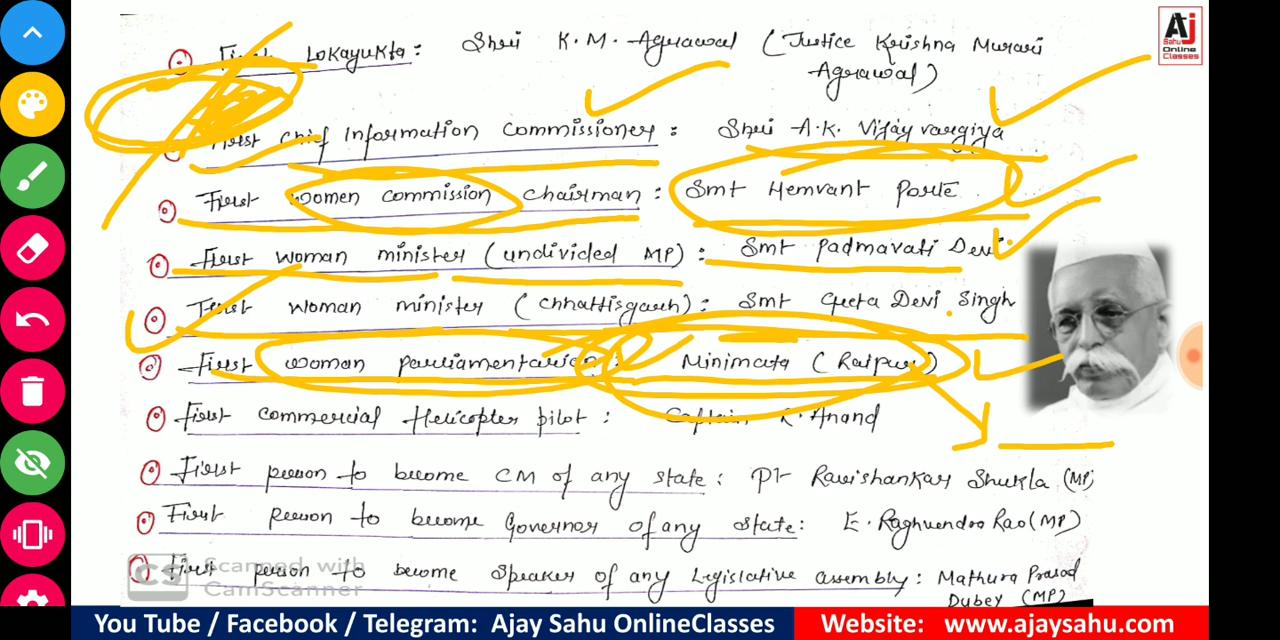 Aj
Sahu
Online
Classes
First Lokayukta: Shri K.M. Agrawal (Justice Krishna Murari
Agrawal)
First Chief Information Commissioner: Shri A.K. Vijayvargiya
First women commission chairman: Smt Hemvant Porte
First woman minister (undivided MP): Smt Padmavati Devi
First woman minister (Chhattisgarh): Smt Geeta Devi Singh
First woman parliamentarian: Minimata (Raipur)
First commercial Helicopter pilot: Captain K. Anand
First person to become CM of any state: Pt Ravishankar Shukla (MP)
First person to become Governor of any state: E. Raghvendra Rao (MP)
First person to become speaker of any Legislative assembly: Mathura Prasad
Dubey (MP)
CS Scanned with
CamScanner
You Tube / Facebook / Telegram: Ajay Sahu OnlineClasses Website: www.ajaysahu.com